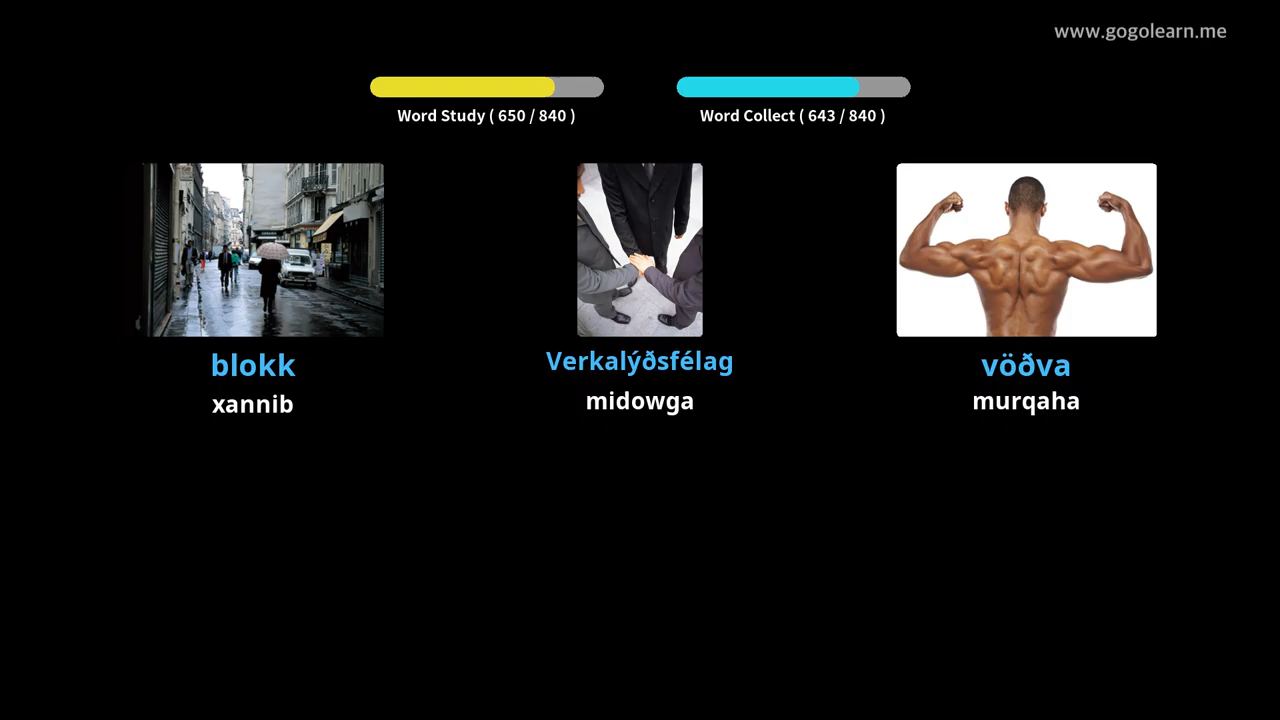 www.gogolearn.me
Word Study ( 650 / 840 )
Word Collect ( 643 / 840 )
blokk
xannib
Verkalýðsfélag
midowga
vöðva
murqaha